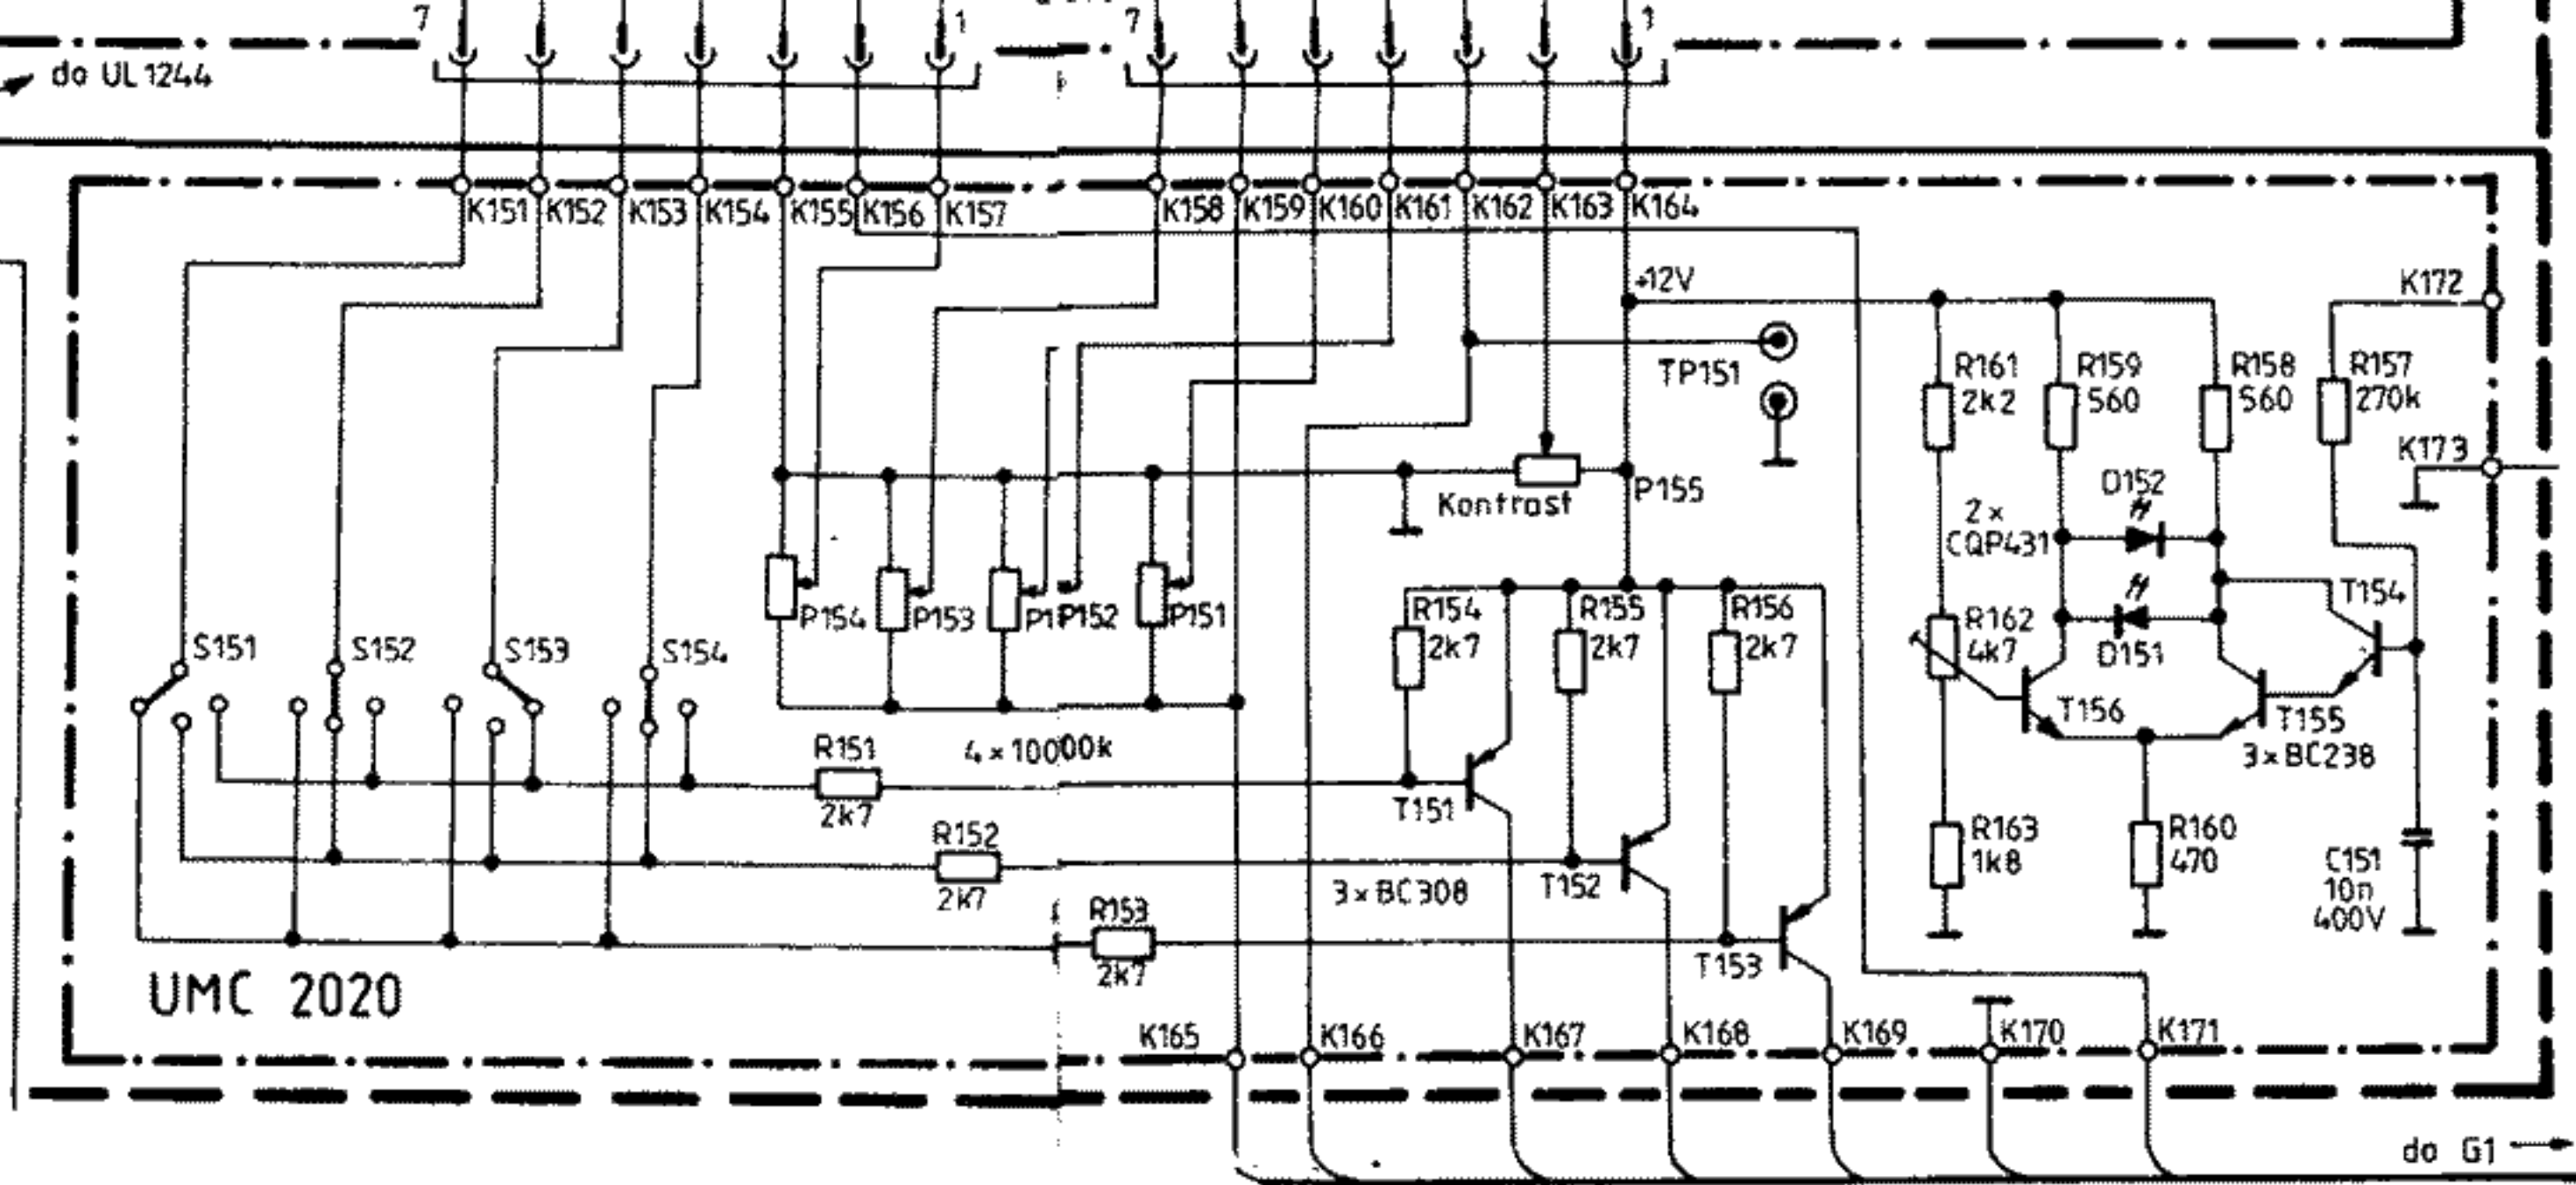 7
1
7
1
do UL 1244
K151
K152
K153
K154
K155
K156
K157
K158
K159
K160
K161
K162
K163
K164
+12V
K172
TP151
R161
2k2
R159
560
R158
560
R157
270k
K173
Kontrast
P155
2 x
CQP431
D152
D151
T154
P154
P153
P1
P152
P151
R154
2k7
R155
2k7
R156
2k7
R162
4k7
S151
S152
S153
S154
T156
T155
3 x BC238
4 x 10000k
R151
2k7
T151
R152
2k7
3 x BC308
T152
R163
1k8
R160
470
C151
10n
400V
R153
2k7
T153
UMC 2020
K165
K166
K167
K168
K169
K170
K171
do G1